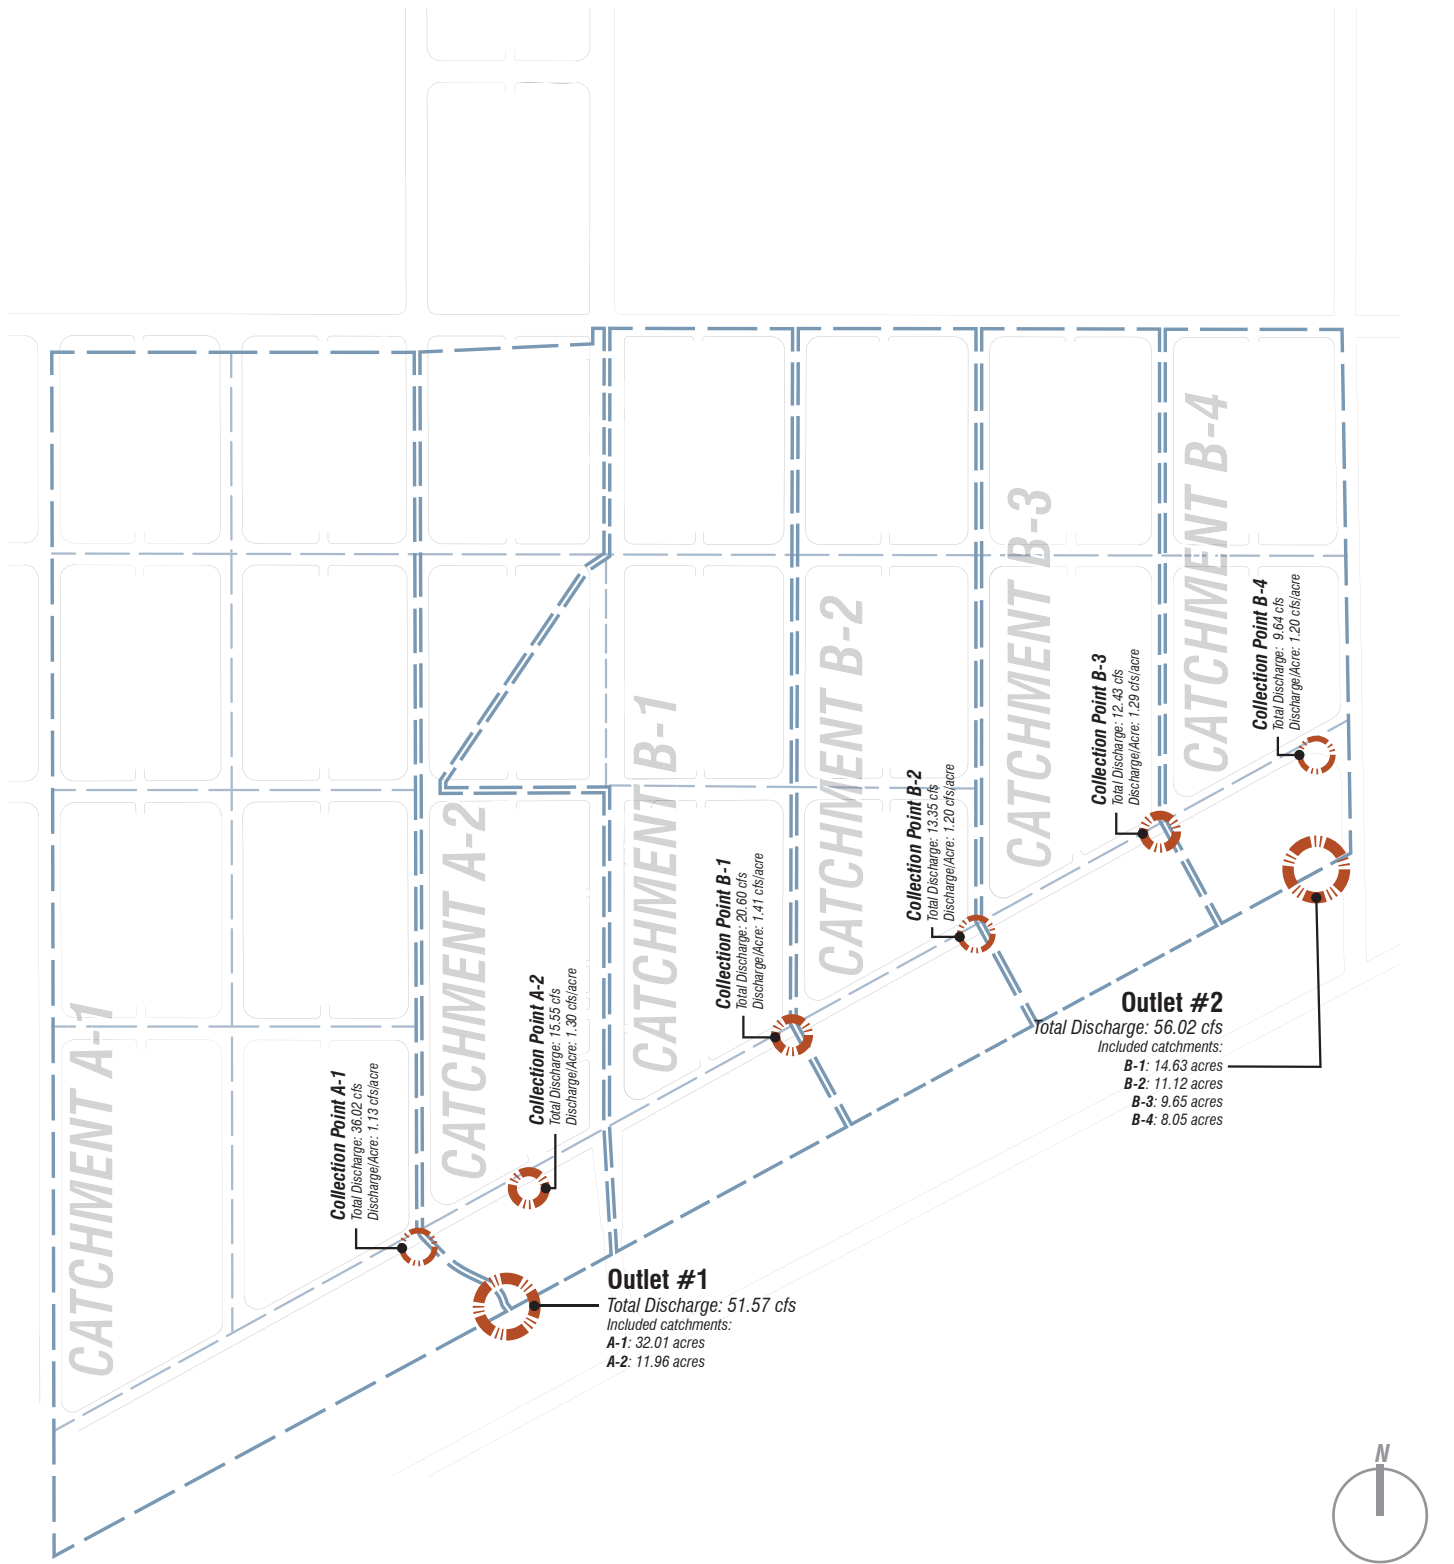 CATCHMENT A-1
Collection Point A-1
Total Discharge: 36.02 cfs
Discharge/Acre: 1.13 cfs/acre
CATCHMENT A-2
Collection Point A-2
Total Discharge: 15.55 cfs
Discharge/Acre: 1.30 cfs/acre
CATCHMENT B-1
Collection Point B-1
Total Discharge: 20.60 cfs
Discharge/Acre: 1.41 cfs/acre
CATCHMENT B-2
Collection Point B-2
Total Discharge: 13.35 cfs
Discharge/Acre: 1.20 cfs/acre
CATCHMENT B-3
Collection Point B-3
Total Discharge: 12.43 cfs
Discharge/Acre: 1.29 cfs/acre
CATCHMENT B-4
Collection Point B-4
Total Discharge: 9.64 cfs
Discharge/Acre: 1.20 cfs/acre
Outlet #2
Total Discharge: 56.02 cfs
Included catchments:
B-1: 14.63 acres
B-2: 11.12 acres
B-3: 9.65 acres
B-4: 8.05 acres
Outlet #1
Total Discharge: 51.57 cfs
Included catchments:
A-1: 32.01 acres
A-2: 11.96 acres
N